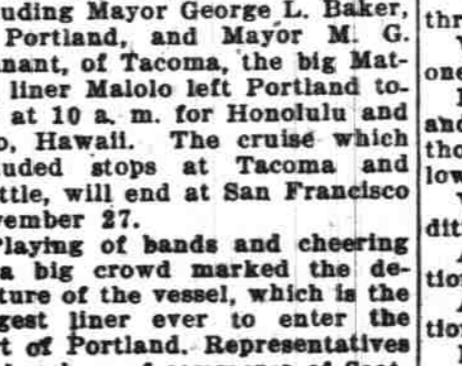 uding Mayor George L. Baker,
Portland, and Mayor M. G.
nant, of Tacoma, the big Mat-
liner Malolo left Portland to-
at 10 a. m. for Honolulu and
o, Hawaii. The cruise which
uded stops at Tacoma and
ttle, will end at San Francisco
vember 27.
Playing of bands and cheering
a big crowd marked the de-
ture of the vessel, which is the
gest liner ever to enter the
t of Portland. Representatives
thr
one
and
tho
low
dit
tion
tion